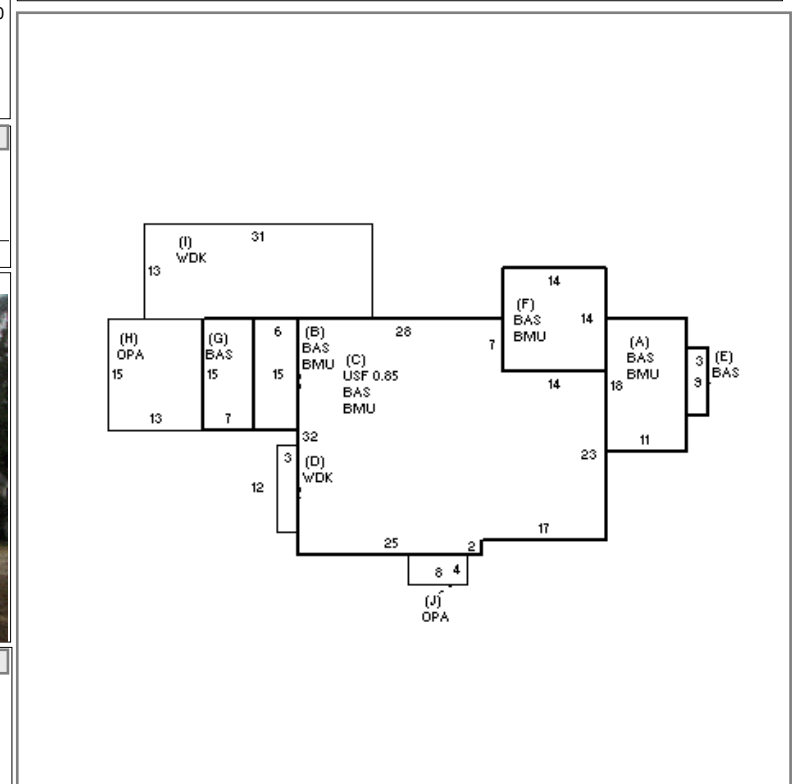 0
(I)
WDK
31
13
14
(F)
BAS
BMU
14
7
14
(H)
OPA
15
13
(G)
BAS
15
7
6
15
(B)
BAS
BMU
28
(C)
USF 0.85
BAS
BMU
(A)
BAS
BMU
18
11
3
9
(E)
BAS
32
23
3
(D)
WDK
12
25
2
17
8
4
(J)
OPA